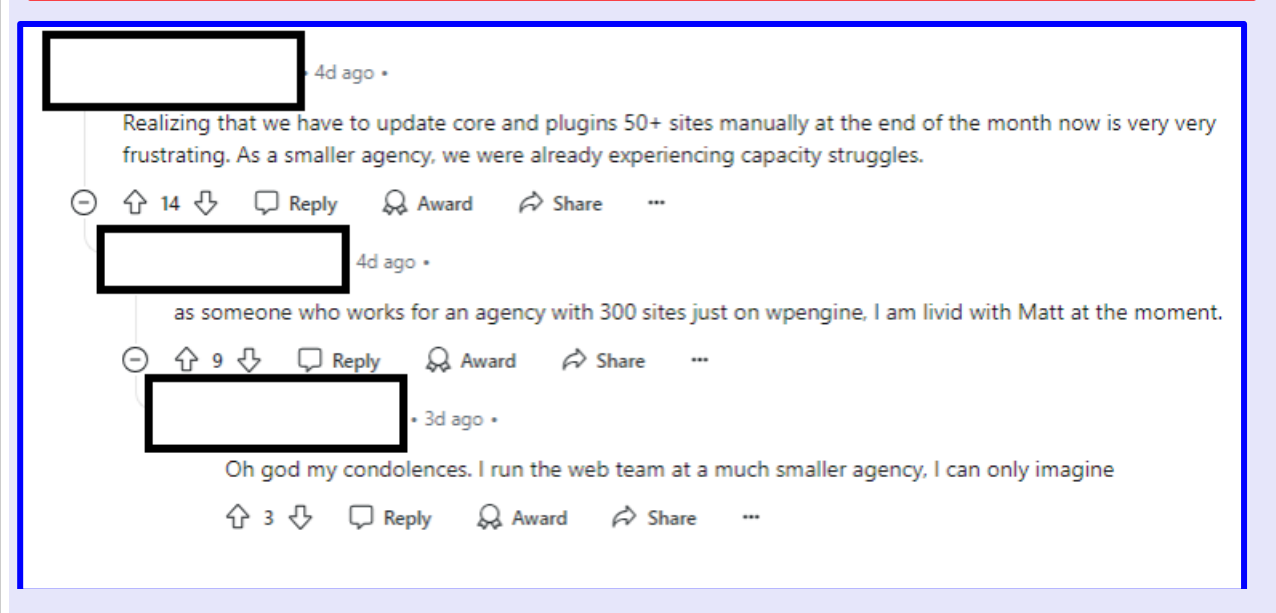 • 4d ago •
Realizing that we have to update core and plugins 50+ sites manually at the end of the month now is very very
frustrating. As a smaller agency, we were already experiencing capacity struggles.
14 Reply Award Share ...
4d ago •
as someone who works for an agency with 300 sites just on wpengine, I am livid with Matt at the moment.
9 Reply Award Share ...
• 3d ago •
Oh god my condolences. I run the web team at a much smaller agency, I can only imagine
3 Reply Award Share ...